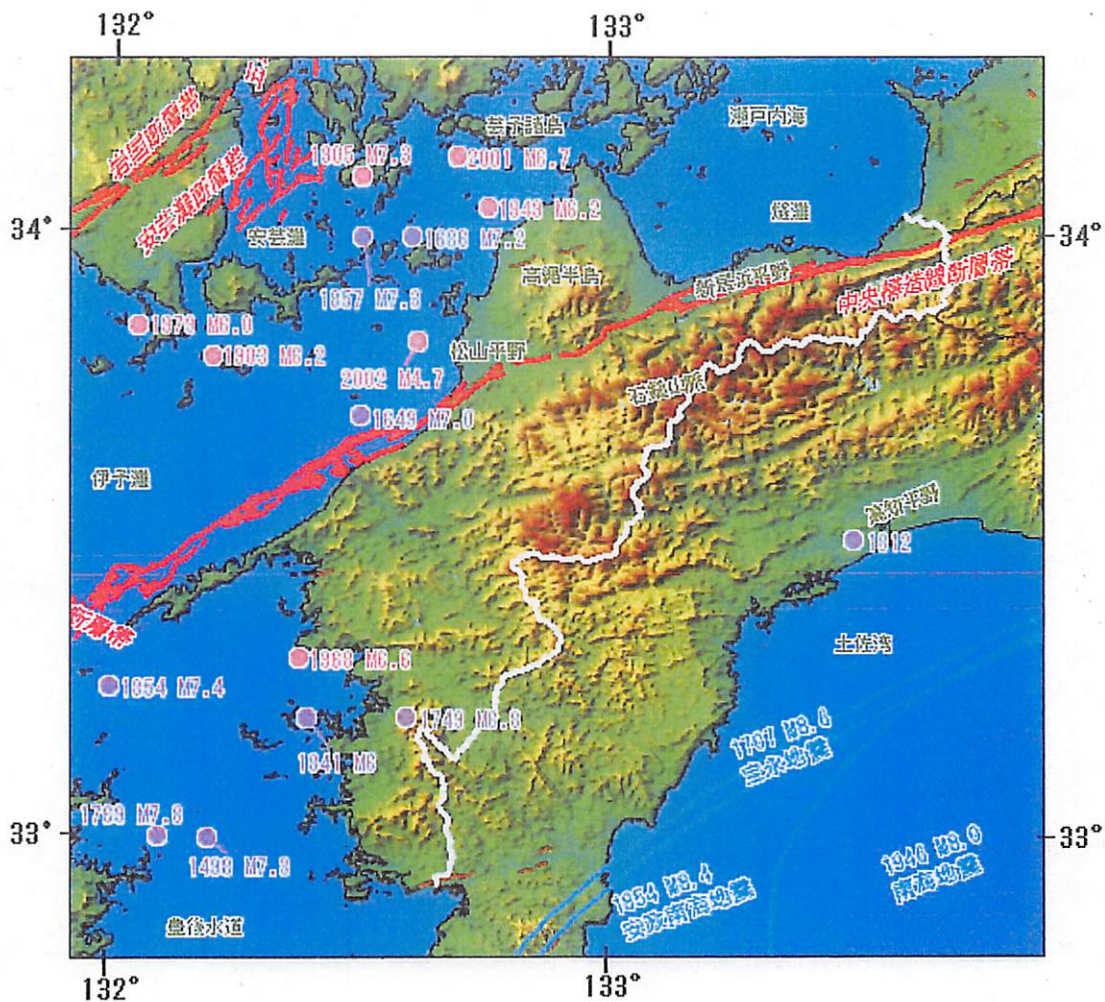 132°
133°
岩国断層帯
安芸灘断層帯
芸予諸島
瀬戸内海
1905 M7.3
2001 M6.7
1949 M6.2
34°
安芸灘
燧灘
34°
1686 M7.2
1857 M7.3
高縄半島
新居浜平野
中央構造線断層帯
1979 M6.0
1903 M6.2
松山平野
2002 M4.7
石鎚山脈
1649 M7.0
伊予灘
高知平野
1812
断層帯
土佐湾
1968 M6.6
1854 M7.4
1749 M6.8
1841 M6
1707 M8.6
宝永地震
33°
1769 M7.8
1498 M7.3
33°
1946 M8.0
南海地震
1854 M8.4
安政南海地震
豊後水道
132°
133°